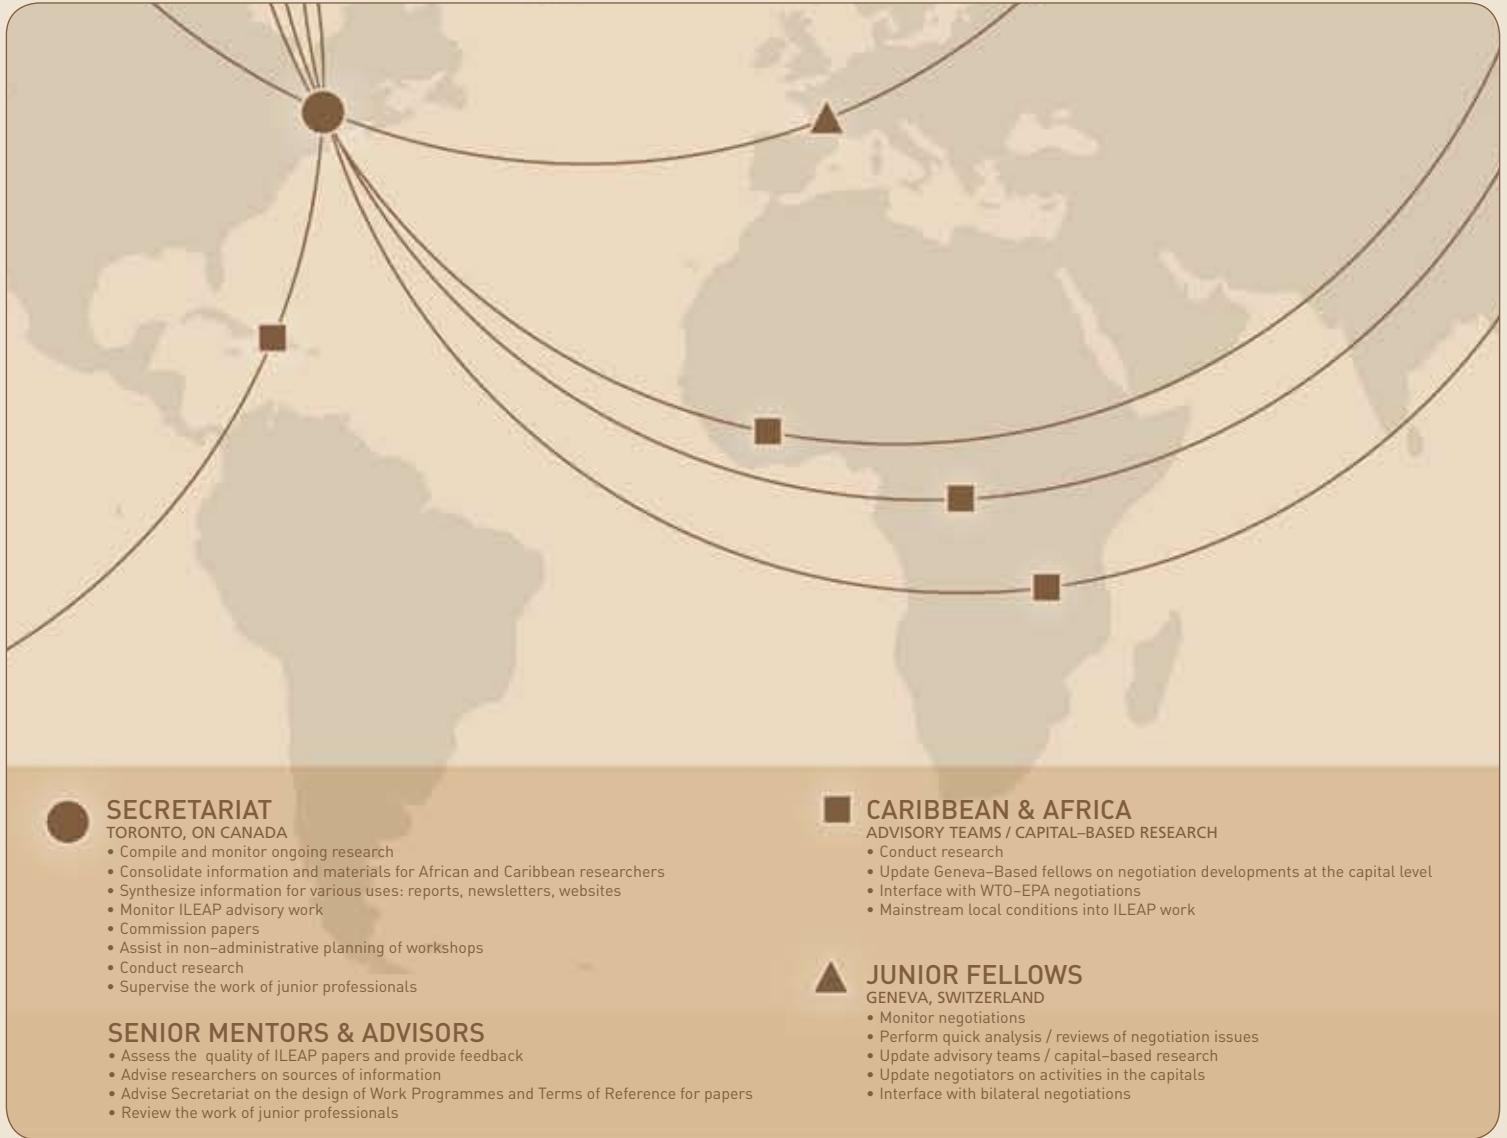 SECRETARIAT
TORONTO, ON CANADA
• Compile and monitor ongoing research
• Consolidate information and materials for African and Caribbean researchers
• Synthesize information for various uses: reports, newsletters, websites
• Monitor ILEAP advisory work
• Commission papers
• Assist in non–administrative planning of workshops
• Conduct research
• Supervise the work of junior professionals
SENIOR MENTORS & ADVISORS
• Assess the quality of ILEAP papers and provide feedback
• Advise researchers on sources of information
• Advise Secretariat on the design of Work Programmes and Terms of Reference for papers
• Review the work of junior professionals
CARIBBEAN & AFRICA
ADVISORY TEAMS / CAPITAL–BASED RESEARCH
• Conduct research
• Update Geneva–Based fellows on negotiation developments at the capital level
• Interface with WTO–EPA negotiations
• Mainstream local conditions into ILEAP work
JUNIOR FELLOWS
GENEVA, SWITZERLAND
• Monitor negotiations
• Perform quick analysis / reviews of negotiation issues
• Update advisory teams / capital–based research
• Update negotiators on activities in the capitals
• Interface with bilateral negotiations